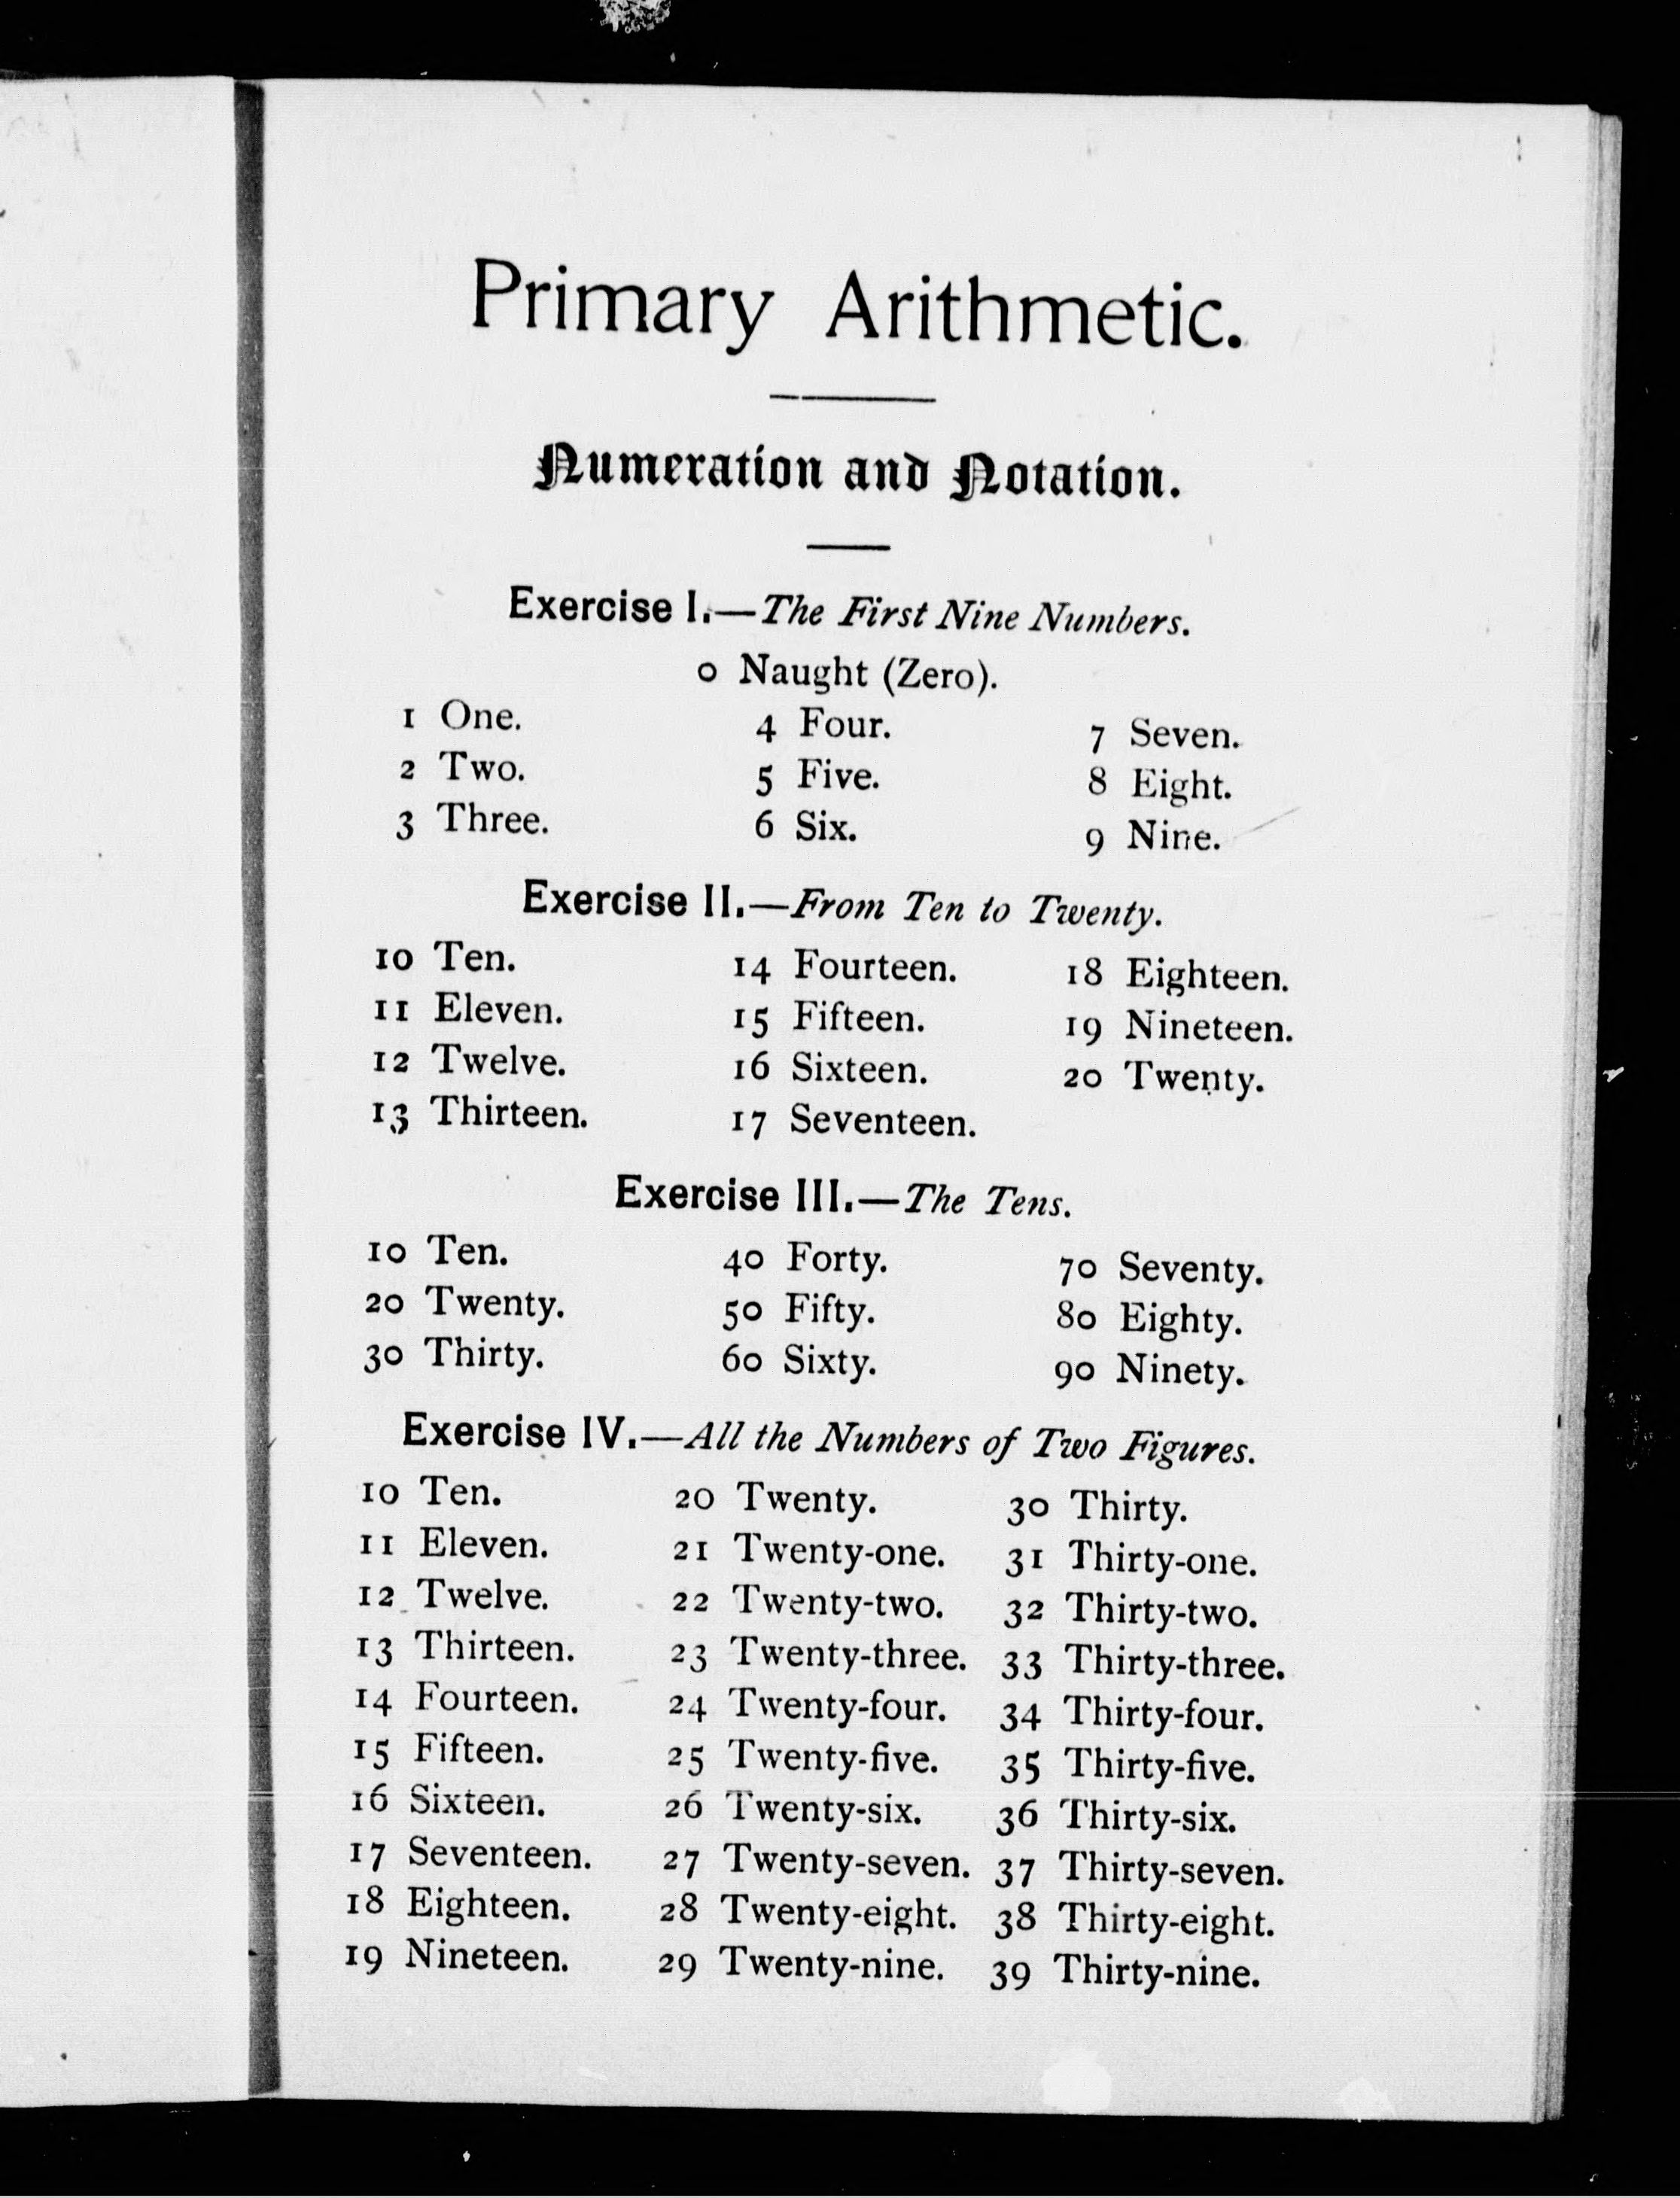 Primary Arithmetic.
Numeration and Notation.
Exercise I.—The First Nine Numbers.
0 Naught (Zero).
1 One. 4 Four. 7 Seven.
2 Two. 5 Five. 8 Eight.
3 Three. 6 Six. 9 Nine.
Exercise II.—From Ten to Twenty.
10 Ten. 14 Fourteen. 18 Eighteen.
11 Eleven. 15 Fifteen. 19 Nineteen.
12 Twelve. 16 Sixteen. 20 Twenty.
13 Thirteen. 17 Seventeen.
Exercise III.—The Tens.
10 Ten. 40 Forty. 70 Seventy.
20 Twenty. 50 Fifty. 80 Eighty.
30 Thirty. 60 Sixty. 90 Ninety.
Exercise IV.—All the Numbers of Two Figures.
10 Ten. 20 Twenty. 30 Thirty.
11 Eleven. 21 Twenty-one. 31 Thirty-one.
12 Twelve. 22 Twenty-two. 32 Thirty-two.
13 Thirteen. 23 Twenty-three. 33 Thirty-three.
14 Fourteen. 24 Twenty-four. 34 Thirty-four.
15 Fifteen. 25 Twenty-five. 35 Thirty-five.
16 Sixteen. 26 Twenty-six. 36 Thirty-six.
17 Seventeen. 27 Twenty-seven. 37 Thirty-seven.
18 Eighteen. 28 Twenty-eight. 38 Thirty-eight.
19 Nineteen. 29 Twenty-nine. 39 Thirty-nine.